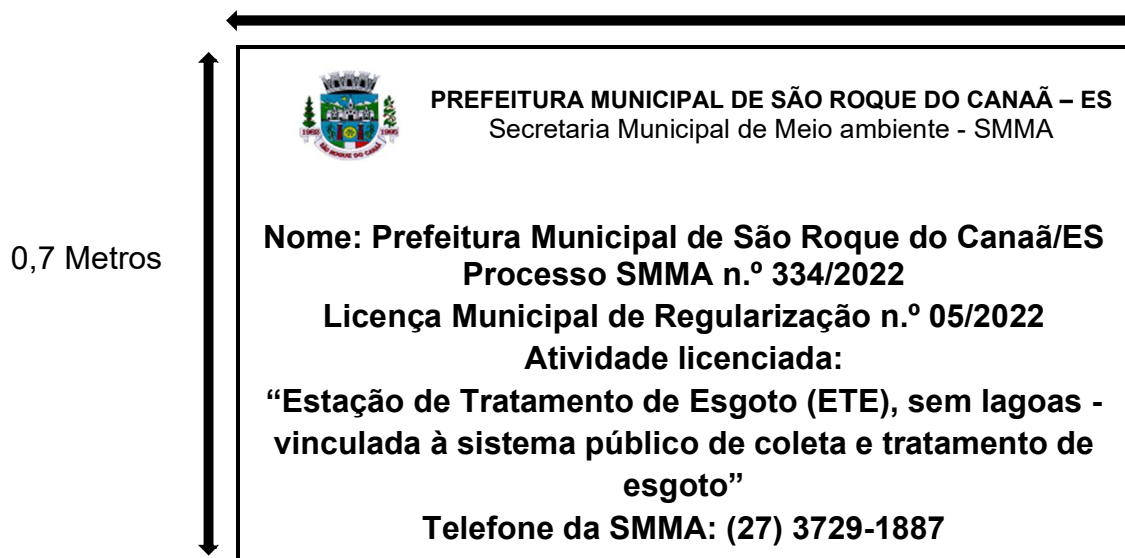 PREFEITURA MUNICIPAL DE SÃO ROQUE DO CANAÃ – ES
Secretaria Municipal de Meio ambiente - SMMA
0,7 Metros
Nome: Prefeitura Municipal de São Roque do Canaã/ES
Processo SMMA n.º 334/2022
Licença Municipal de Regularização n.º 05/2022
Atividade licenciada:
“Estação de Tratamento de Esgoto (ETE), sem lagoas -
vinculada à sistema público de coleta e tratamento de
esgoto”
Telefone da SMMA: (27) 3729-1887